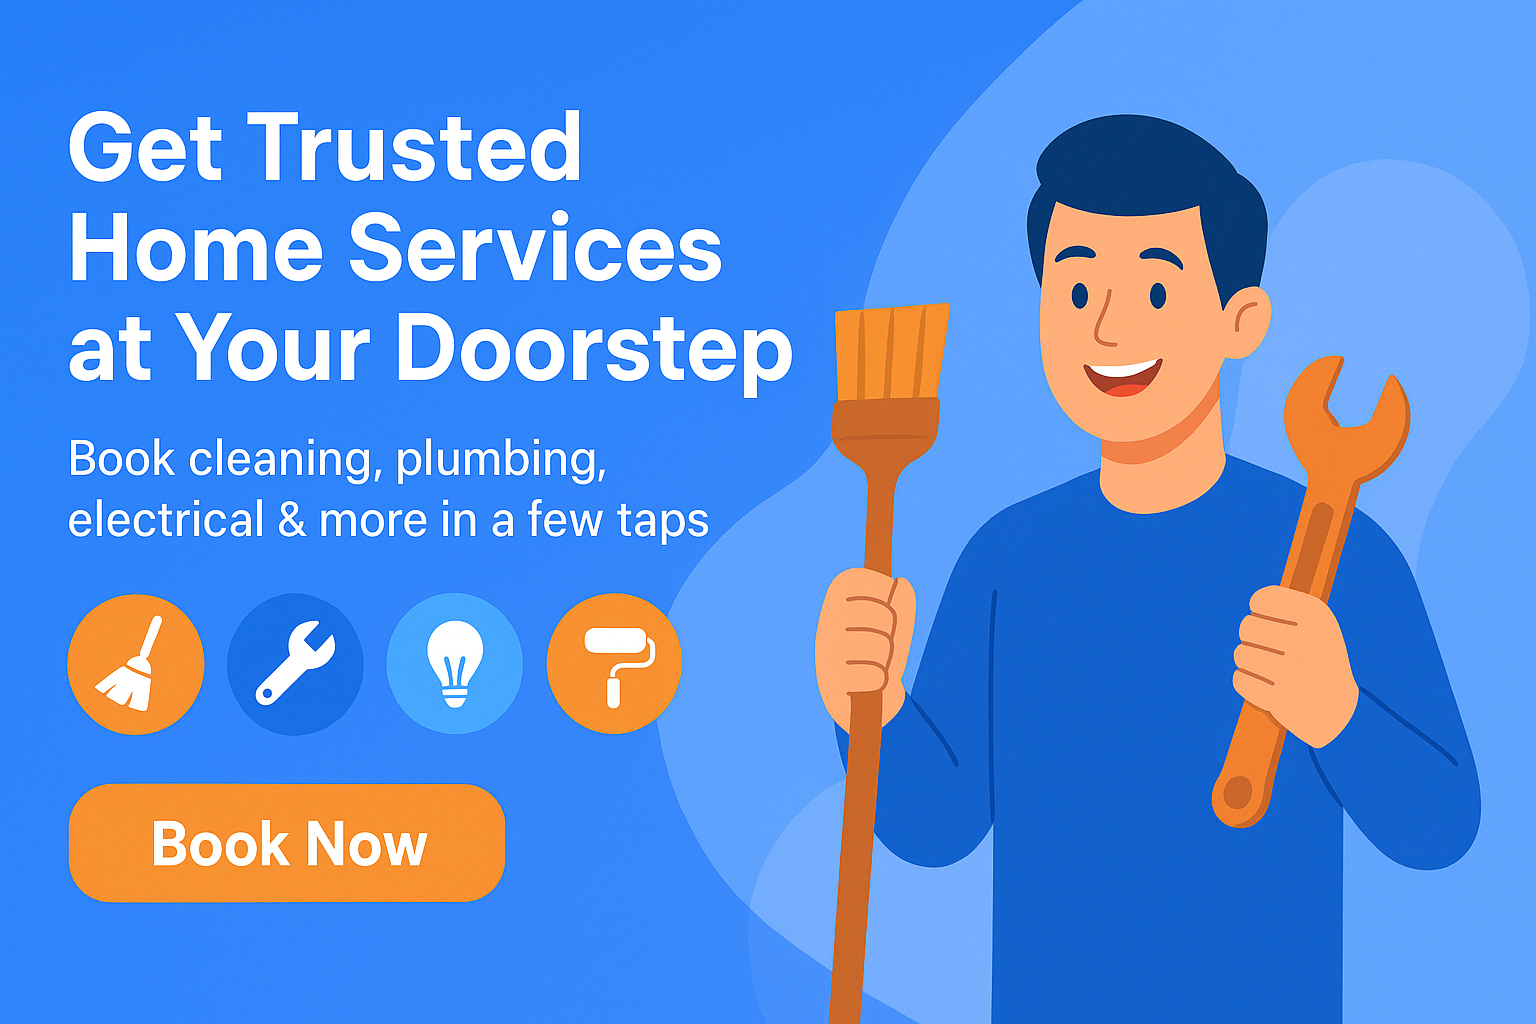 Get Trusted
Home Services
at Your Doorstep
Book cleaning, plumbing,
electrical & more in a few taps
Book Now